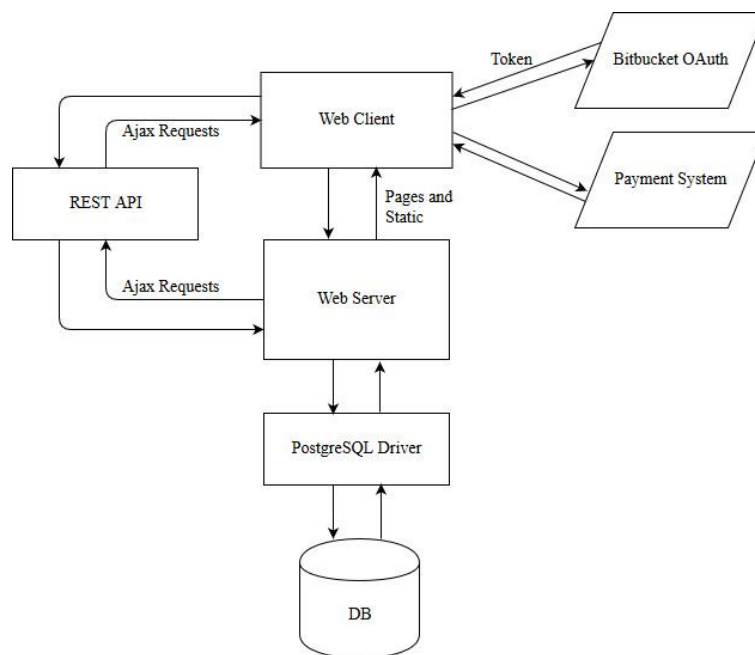 Token
Bitbucket OAuth
Web Client
Ajax Requests
Payment System
REST API
Pages and
Static
Ajax Requests
Web Server
PostgreSQL Driver
DB